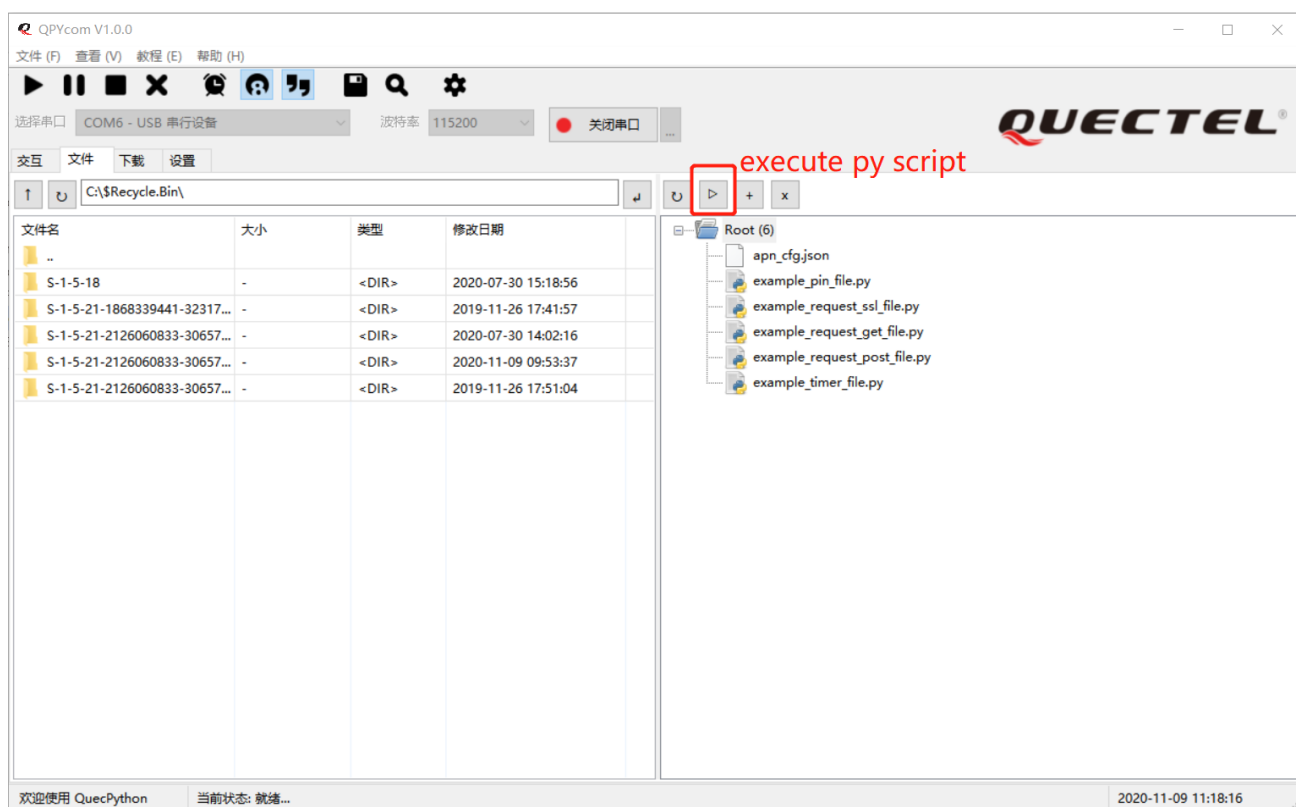 QPYcom V1.0.0
文件 (F) 查看 (V) 教程 (E) 帮助 (H)
选择串口 COM6 - USB 串行设备 波特率 115200 关闭串口 ...
QUECTEL®
交互 文件 下载 设置
execute py script
↑ ↻ C:\$Recycle.Bin\ ↲ ↻ ▷ + x
文件名 大小 类型 修改日期
..
S-1-5-18 - <DIR> 2020-07-30 15:18:56
S-1-5-21-1868339441-32317... - <DIR> 2019-11-26 17:41:57
S-1-5-21-2126060833-30657... - <DIR> 2020-07-30 14:02:16
S-1-5-21-2126060833-30657... - <DIR> 2020-11-09 09:53:37
S-1-5-21-2126060833-30657... - <DIR> 2019-11-26 17:51:04
Root (6)
apn_cfg.json
example_pin_file.py
example_request_ssl_file.py
example_request_get_file.py
example_request_post_file.py
example_timer_file.py
欢迎使用 QuecPython 当前状态: 就绪... 2020-11-09 11:18:16